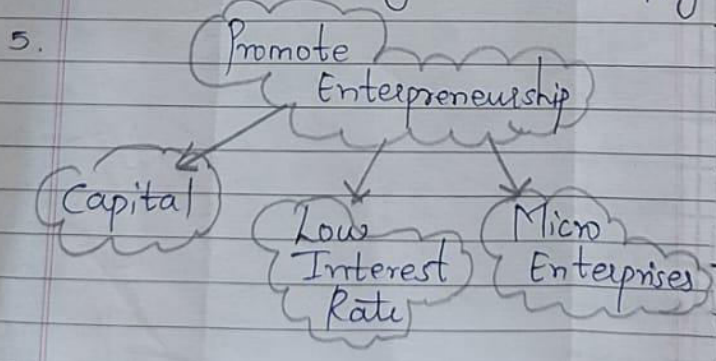 5.
Promote
Enterpreneurship
Capital
Low
Interest
Rate
Micro
Enterprises